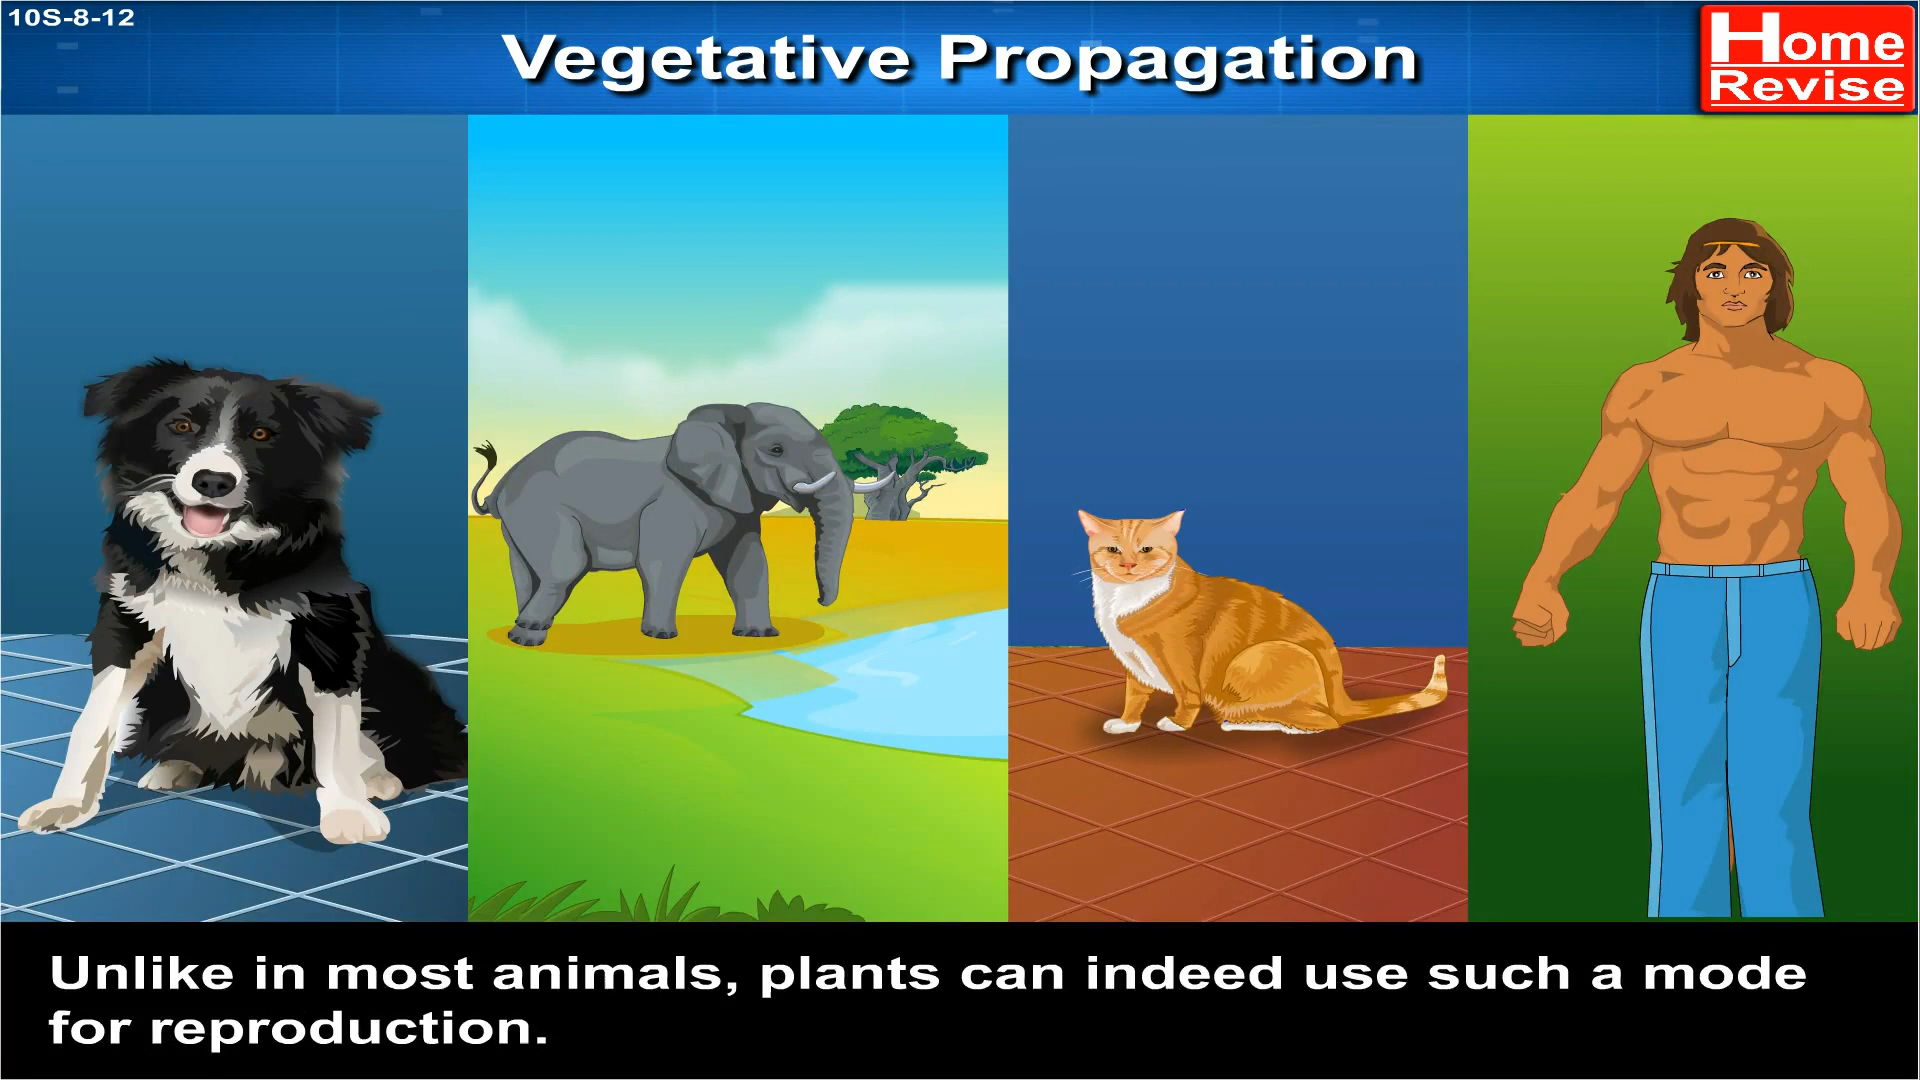 10S-8-12
Vegetative Propagation
Home
Revise
Unlike in most animals, plants can indeed use such a mode
for reproduction.